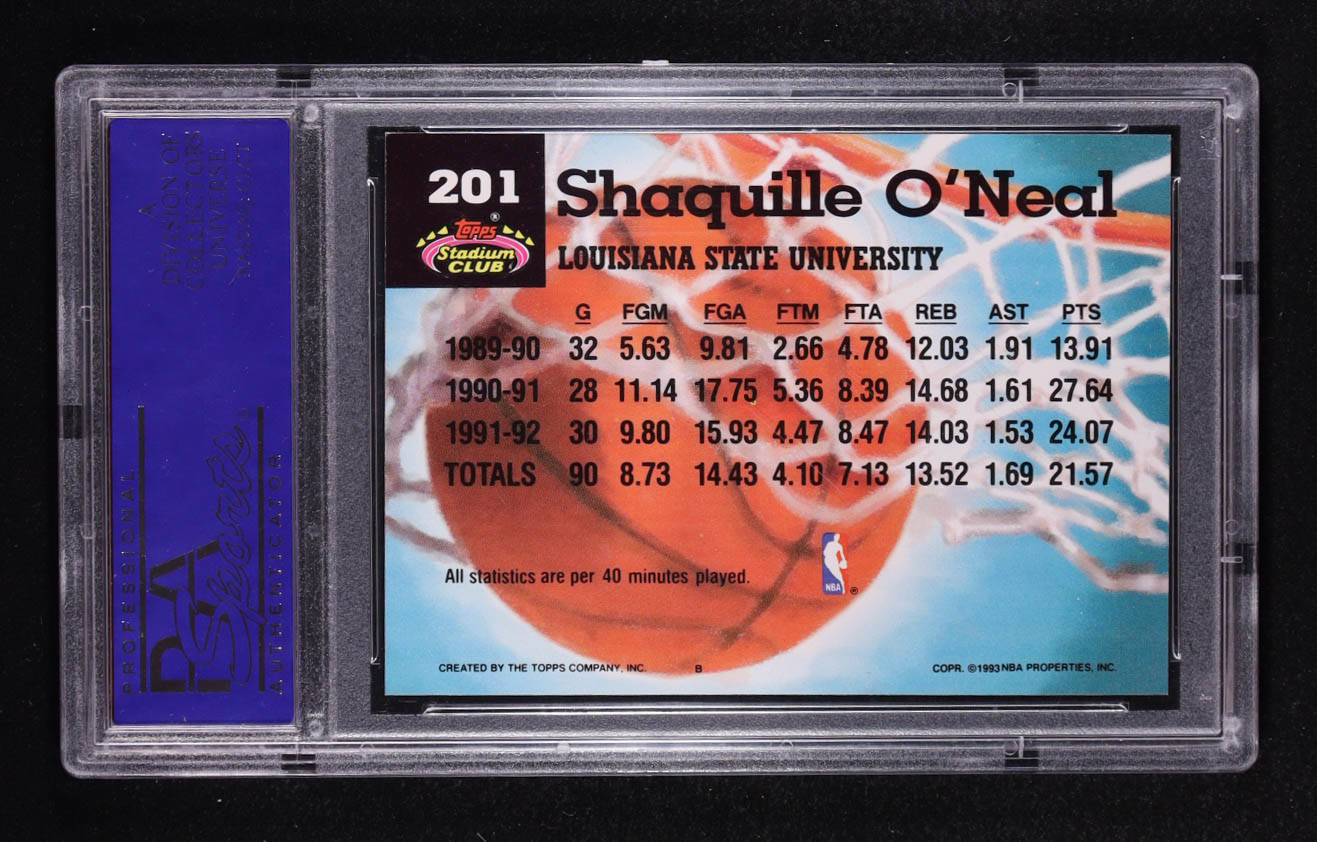 A
DIVISION OF
COLLECTORS
UNIVERSE
NASDAQ: CLCT
PROFESSIONAL
PSA
Sports
AUTHENTICATOR
201
Topps®
Stadium
CLUB
Shaquille O'Neal
LOUISIANA STATE UNIVERSITY
G FGM FGA FTM FTA REB AST PTS
1989-90 32 5.63 9.81 2.66 4.78 12.03 1.91 13.91
1990-91 28 11.14 17.75 5.36 8.39 14.68 1.61 27.64
1991-92 30 9.80 15.93 4.47 8.47 14.03 1.53 24.07
TOTALS 90 8.73 14.43 4.10 7.13 13.52 1.69 21.57
All statistics are per 40 minutes played.
NBA ®
CREATED BY THE TOPPS COMPANY, INC. B COPR. ©1993 NBA PROPERTIES, INC.